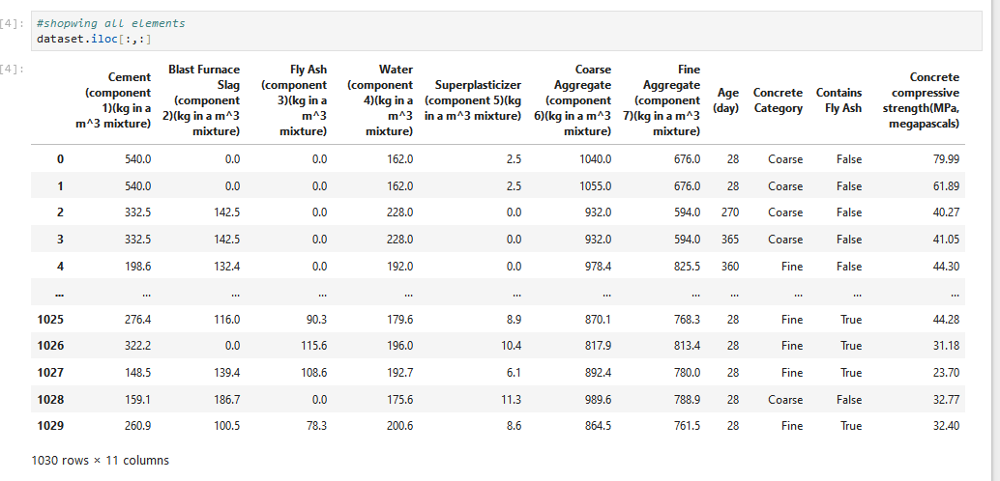 [4]: #shopwing all elements
dataset.iloc[:,:]
[4]:
Cement (component 1)(kg in a m^3 mixture) Blast Furnace Slag (component 2)(kg in a m^3 mixture) Fly Ash (component 3)(kg in a m^3 mixture) Water (component 4)(kg in a m^3 mixture) Superplasticizer (component 5)(kg in a m^3 mixture) Coarse Aggregate (component 6)(kg in a m^3 mixture) Fine Aggregate (component 7)(kg in a m^3 mixture) Age (day) Concrete Category Contains Fly Ash Concrete compressive strength(MPa, megapascals)
0 540.0 0.0 0.0 162.0 2.5 1040.0 676.0 28 Coarse False 79.99
1 540.0 0.0 0.0 162.0 2.5 1055.0 676.0 28 Coarse False 61.89
2 332.5 142.5 0.0 228.0 0.0 932.0 594.0 270 Coarse False 40.27
3 332.5 142.5 0.0 228.0 0.0 932.0 594.0 365 Coarse False 41.05
4 198.6 132.4 0.0 192.0 0.0 978.4 825.5 360 Fine False 44.30
... ... ... ... ... ... ... ... ... ... ... ...
1025 276.4 116.0 90.3 179.6 8.9 870.1 768.3 28 Fine True 44.28
1026 322.2 0.0 115.6 196.0 10.4 817.9 813.4 28 Fine True 31.18
1027 148.5 139.4 108.6 192.7 6.1 892.4 780.0 28 Fine True 23.70
1028 159.1 186.7 0.0 175.6 11.3 989.6 788.9 28 Coarse False 32.77
1029 260.9 100.5 78.3 200.6 8.6 864.5 761.5 28 Fine True 32.40
1030 rows × 11 columns